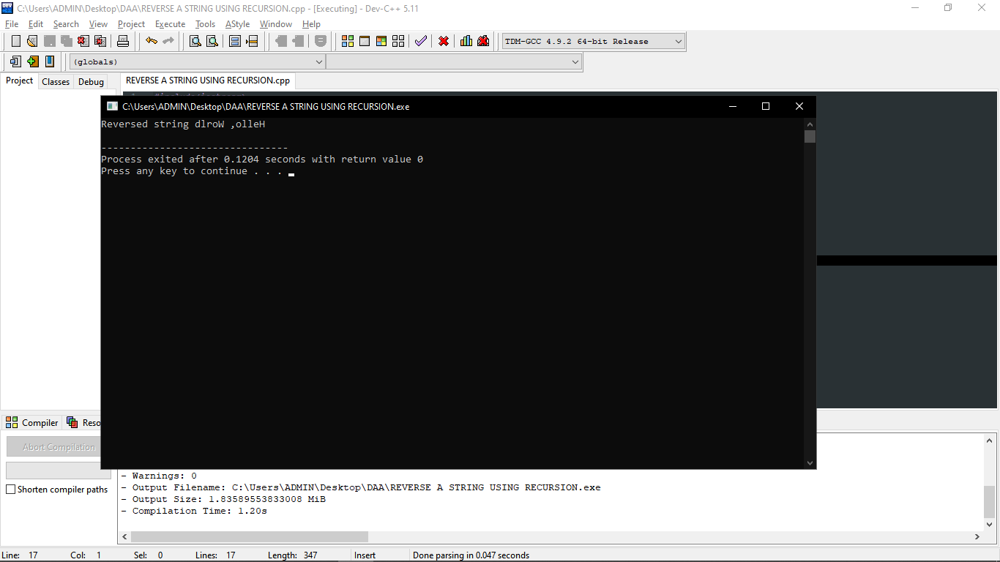 C:\Users\ADMIN\Desktop\DAA\REVERSE A STRING USING RECURSION.cpp - [Executing] - Dev-C++ 5.11
File Edit Search View Project Execute Tools AStyle Window Help
TDM-GCC 4.9.2 64-bit Release
(globals)
Project Classes Debug
REVERSE A STRING USING RECURSION.cpp
C:\Users\ADMIN\Desktop\DAA\REVERSE A STRING USING RECURSION.exe
Reversed string dlroW ,olleH
--------------------------------
Process exited after 0.1204 seconds with return value 0
Press any key to continue . . .
Compiler
Abort Compilation
Shorten compiler paths
- Warnings: 0
- Output Filename: C:\Users\ADMIN\Desktop\DAA\REVERSE A STRING USING RECURSION.exe
- Output Size: 1.83589553833008 MiB
- Compilation Time: 1.20s
Line: 17 Col: 1 Sel: 0 Lines: 17 Length: 347 Insert Done parsing in 0.047 seconds